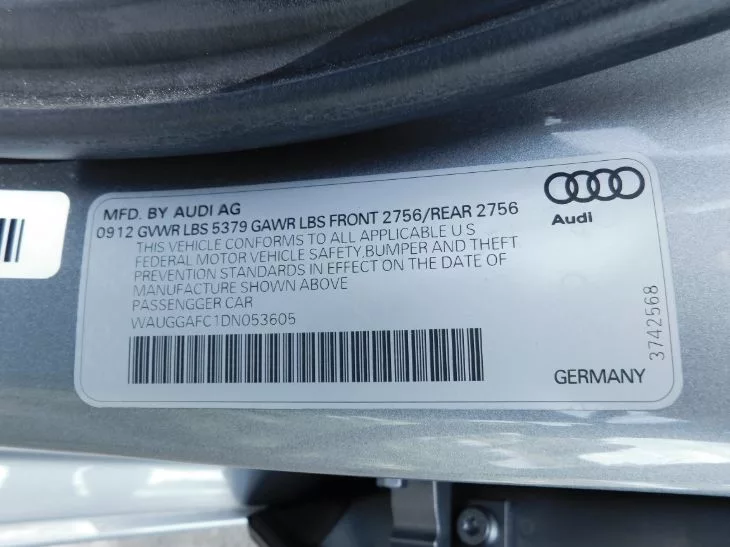 MFD. BY AUDI AG
0912 GVWR LBS 5379 GAWR LBS FRONT 2756/REAR 2756
THIS VEHICLE CONFORMS TO ALL APPLICABLE U S
FEDERAL MOTOR VEHICLE SAFETY,BUMPER AND THEFT
PREVENTION STANDARDS IN EFFECT ON THE DATE OF
MANUFACTURE SHOWN ABOVE
PASSENGGER CAR
WAUGGAFC1DN053605
Audi
3742568
GERMANY